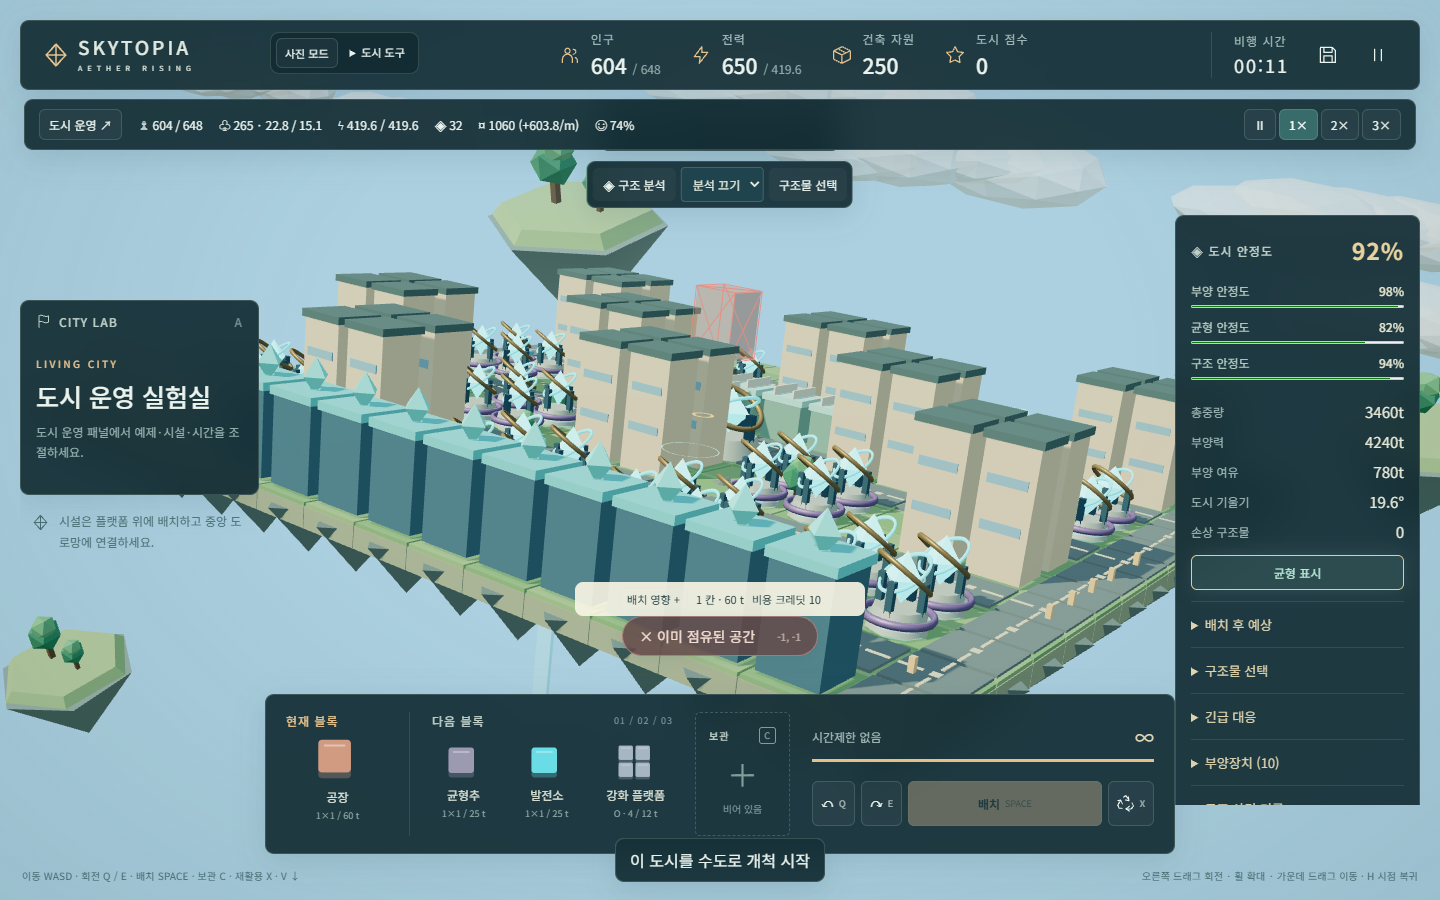 SKYTOPIA
AETHER RISING
사진 모드
▶ 도시 도구
인구
604 / 648
전력
650 / 419.6
건축 자원
250
도시 점수
0
비행 시간
00:11
도시 운영 ↗
604 / 648
265 · 22.8 / 15.1
ϟ 419.6 / 419.6
◈ 32
¤ 1060 (+603.8/m)
74%
1×
2×
3×
◈ 구조 분석
분석 끄기
구조물 선택
CITY LAB
A
LIVING CITY
도시 운영 실험실
도시 운영 패널에서 예제·시설·시간을 조
절하세요.
시설은 플랫폼 위에 배치하고 중앙 도
로망에 연결하세요.
◈ 도시 안정도
92%
부양 안정도 98%
균형 안정도 82%
구조 안정도 94%
총중량 3460t
부양력 4240t
부양 여유 780t
도시 기울기 19.6°
손상 구조물 0
균형 표시
▶ 배치 후 예상
▶ 구조물 선택
▶ 긴급 대응
▶ 부양장치 (10)
배치 영향 + 1 칸 · 60 t 비용 크레딧 10
✕ 이미 점유된 공간 -1, -1
현재 블록
공장
1×1 / 60 t
다음 블록
01 / 02 / 03
균형추
1×1 / 25 t
발전소
1×1 / 25 t
강화 플랫폼
O · 4 / 12 t
보관 C
비어 있음
시간제한 없음
∞
Q
E
배치 SPACE
X
이 도시를 수도로 개척 시작
이동 WASD · 회전 Q / E · 배치 SPACE · 보관 C · 재활용 X · V ↓
오른쪽 드래그 회전 · 휠 확대 · 가운데 드래그 이동 · H 시점 복귀